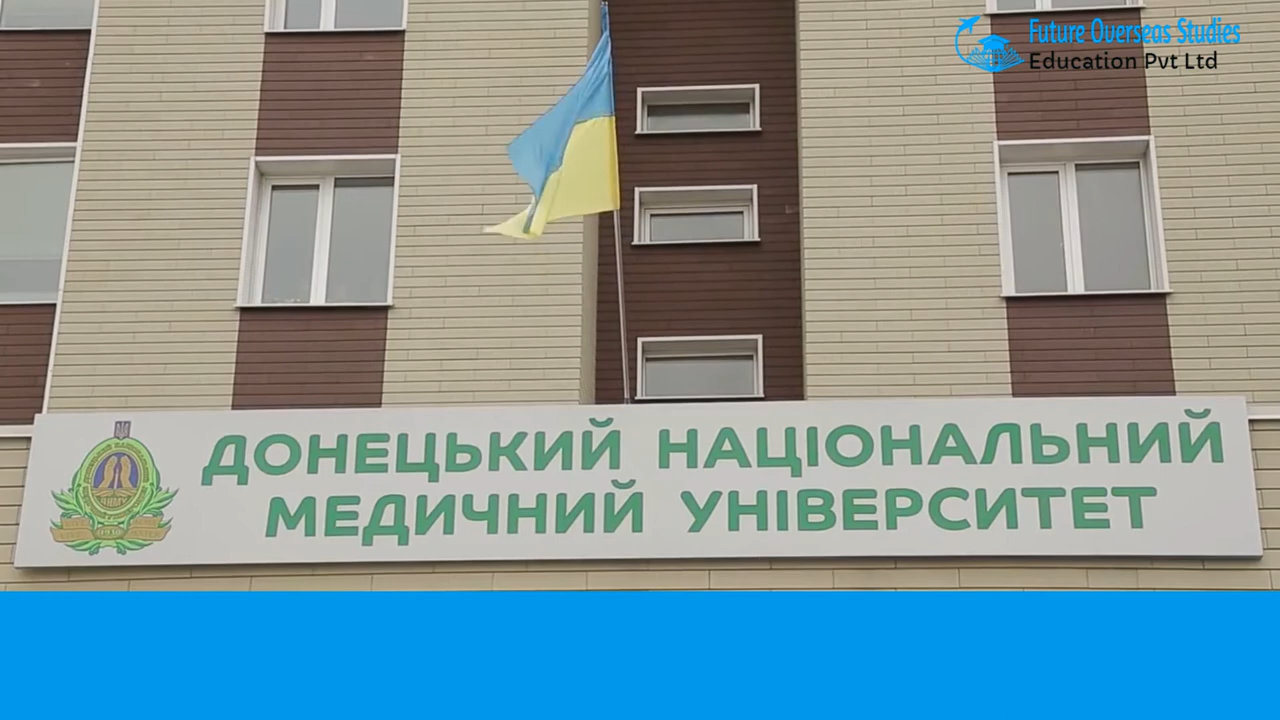 Future Overseas Studies
Education Pvt Ltd
ДОНЕЦЬКИЙ НАЦІОНАЛЬНИЙ
МЕДИЧНИЙ УНІВЕРСИТЕТ